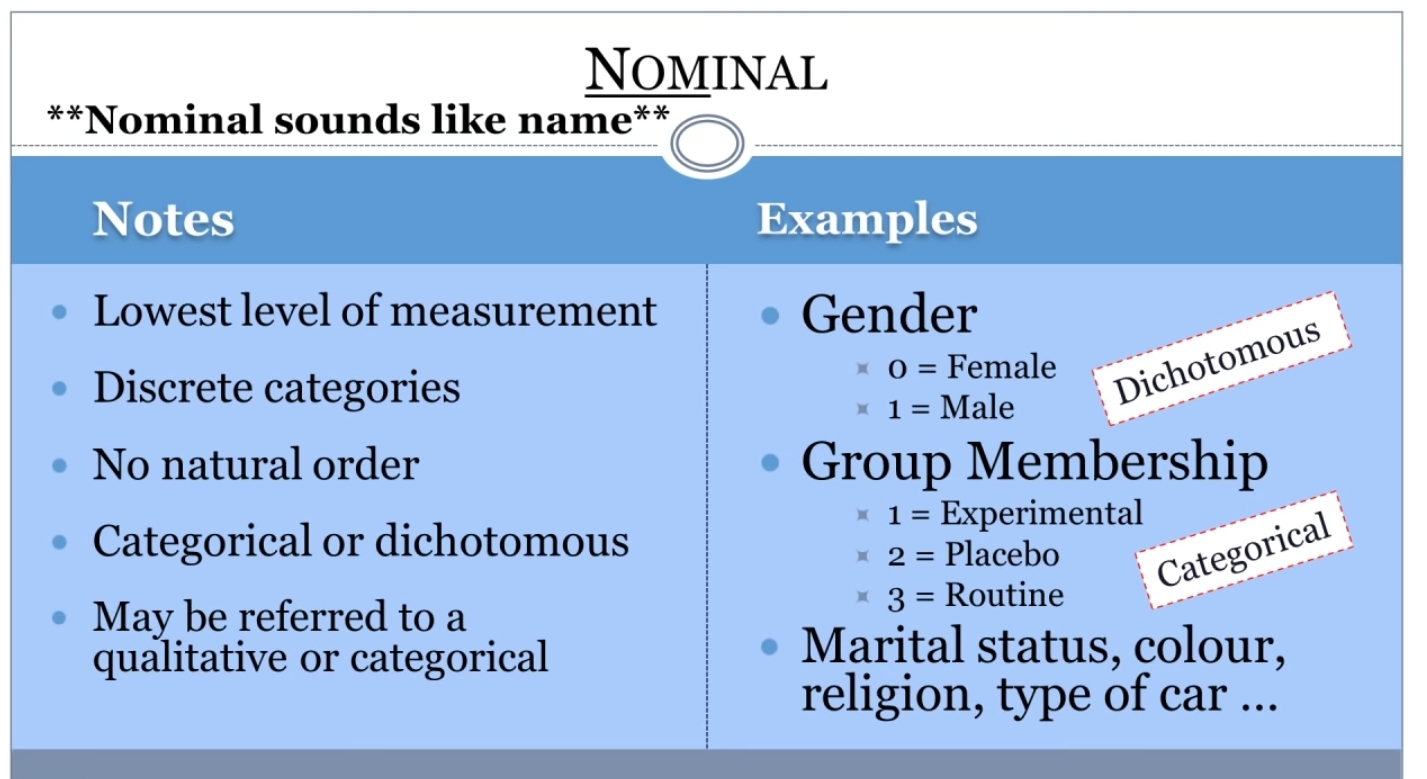 NOMINAL
**Nominal sounds like name**
Notes
Lowest level of measurement
Discrete categories
No natural order
Categorical or dichotomous
May be referred to a
qualitative or categorical
Examples
Gender
0 = Female
1 = Male
Dichotomous
Group Membership
1 = Experimental
2 = Placebo
3 = Routine
Categorical
Marital status, colour,
religion, type of car ...